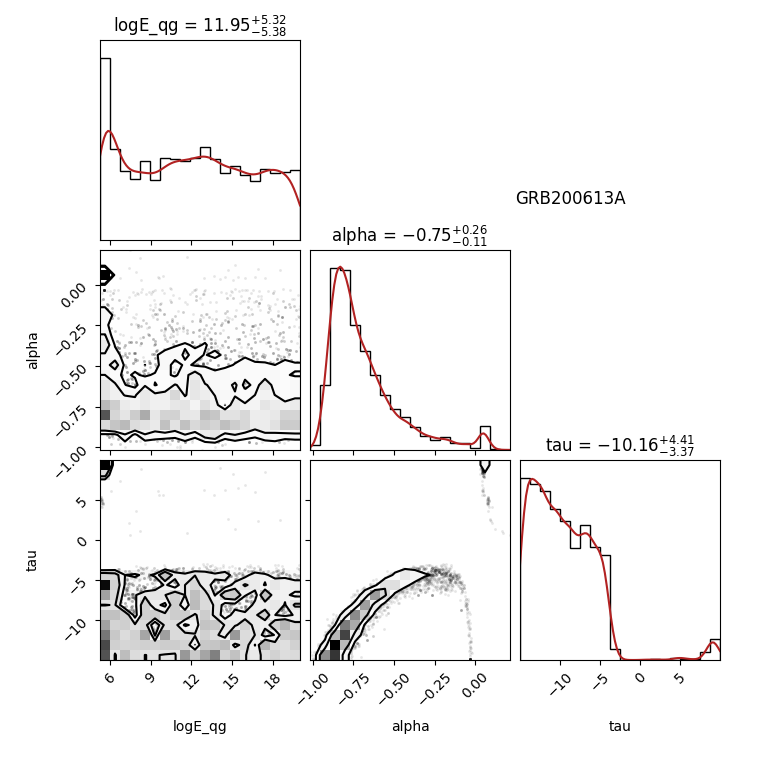 logE_qg = 11.95+5.32 −5.38
GRB200613A
alpha = −0.75+0.26 −0.11
0.00
−0.25
−0.50
−0.75
−1.00
alpha
tau = −10.16+4.41 −3.37
5
0
−5
−10
tau
6 9 12 15 18
−1.00 −0.75 −0.50 −0.25 0.00
−10 −5 0 5
logE_qg alpha tau